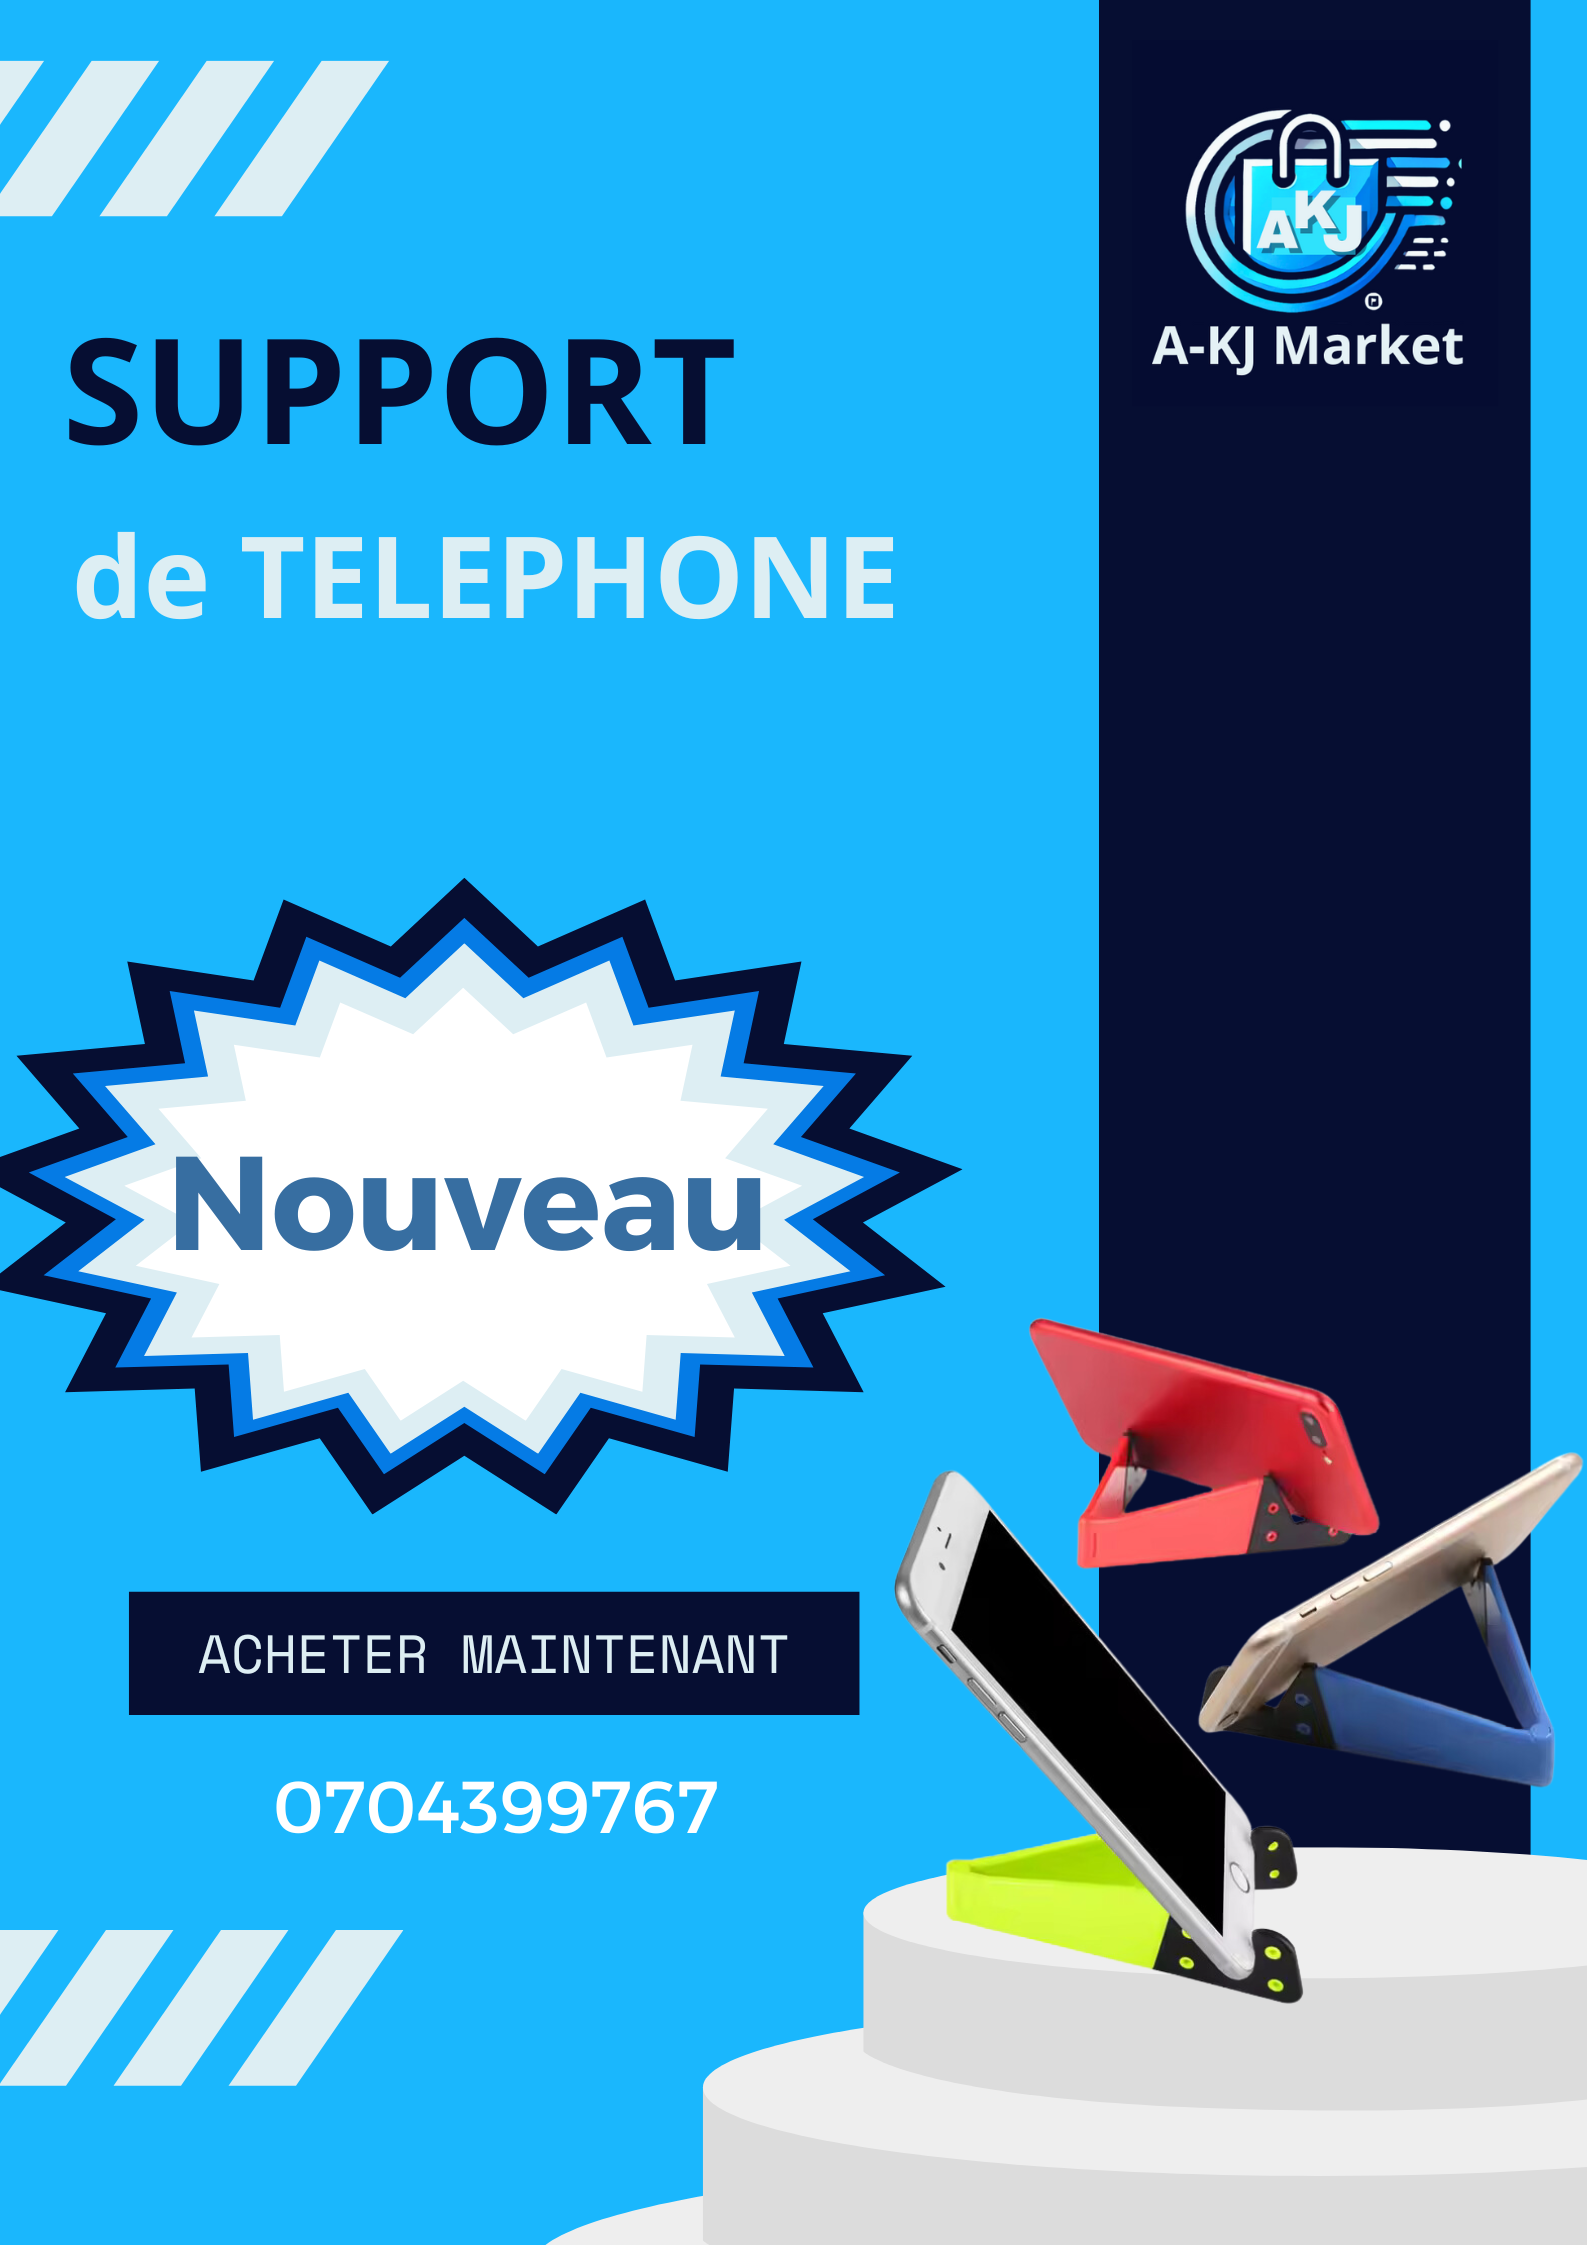 AKJ
A-KJ Market
SUPPORT
de TELEPHONE
Nouveau
ACHETER MAINTENANT
0704399767